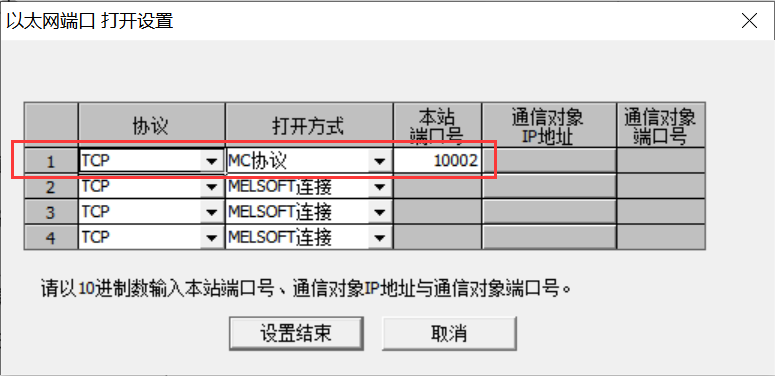 以太网端口 打开设置
协议 打开方式 本站端口号 通信对象IP地址 通信对象端口号
1 TCP MC协议 10002
2 TCP MELSOFT连接
3 TCP MELSOFT连接
4 TCP MELSOFT连接
请以10进制数输入本站端口号、通信对象IP地址与通信对象端口号。
设置结束 取消